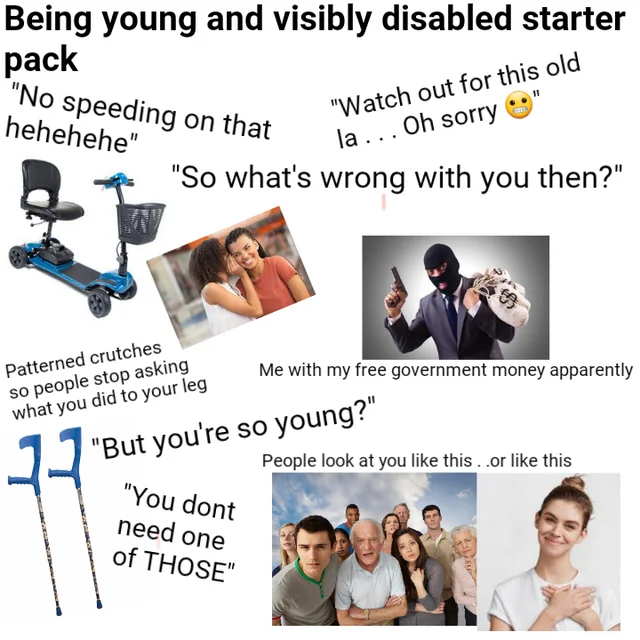 Being young and visibly disabled starter
pack
"No speeding on that
hehehehe"
"Watch out for this old
la . . . Oh sorry 😬"
"So what's wrong with you then?"
Patterned crutches
so people stop asking
what you did to your leg
Me with my free government money apparently
"But you're so young?"
People look at you like this . .or like this
"You dont
need one
of THOSE"
$
$